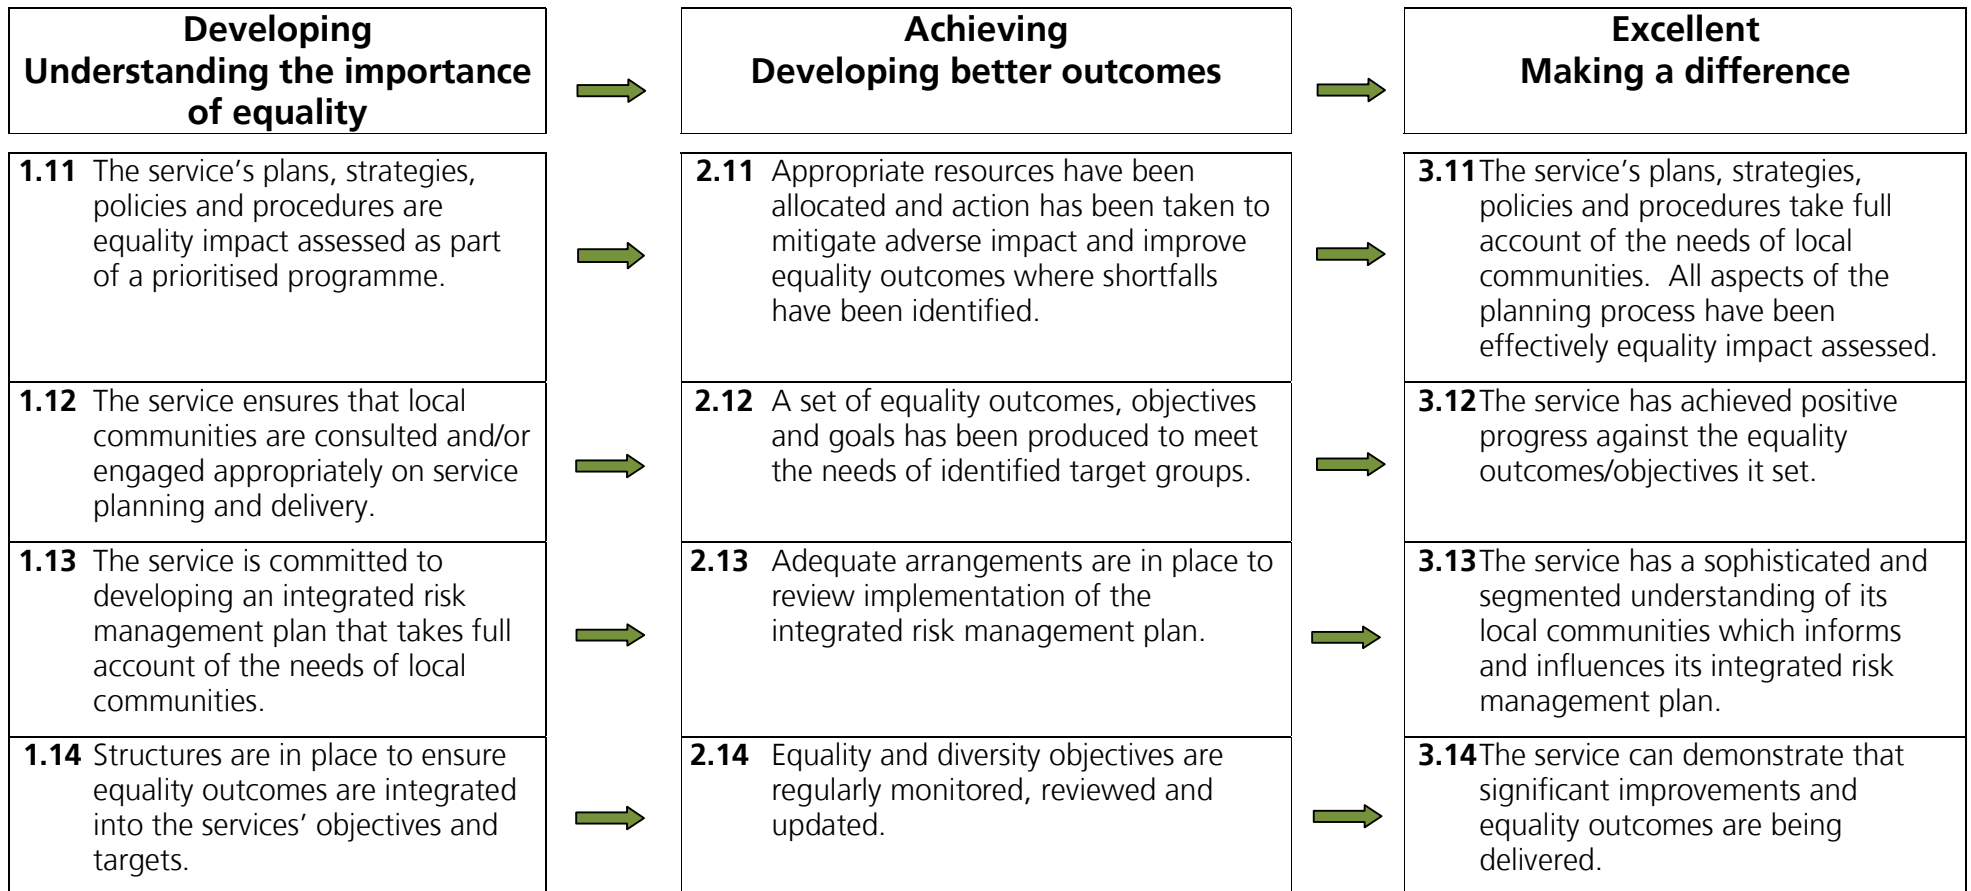 Developing
Understanding the importance
of equality
Achieving
Developing better outcomes
Excellent
Making a difference
1.11 The service’s plans, strategies,
policies and procedures are
equality impact assessed as part
of a prioritised programme.
2.11 Appropriate resources have been
allocated and action has been taken to
mitigate adverse impact and improve
equality outcomes where shortfalls
have been identified.
3.11 The service’s plans, strategies,
policies and procedures take full
account of the needs of local
communities. All aspects of the
planning process have been
effectively equality impact assessed.
1.12 The service ensures that local
communities are consulted and/or
engaged appropriately on service
planning and delivery.
2.12 A set of equality outcomes, objectives
and goals has been produced to meet
the needs of identified target groups.
3.12 The service has achieved positive
progress against the equality
outcomes/objectives it set.
1.13 The service is committed to
developing an integrated risk
management plan that takes full
account of the needs of local
communities.
2.13 Adequate arrangements are in place to
review implementation of the
integrated risk management plan.
3.13 The service has a sophisticated and
segmented understanding of its
local communities which informs
and influences its integrated risk
management plan.
1.14 Structures are in place to ensure
equality outcomes are integrated
into the services’ objectives and
targets.
2.14 Equality and diversity objectives are
regularly monitored, reviewed and
updated.
3.14 The service can demonstrate that
significant improvements and
equality outcomes are being
delivered.